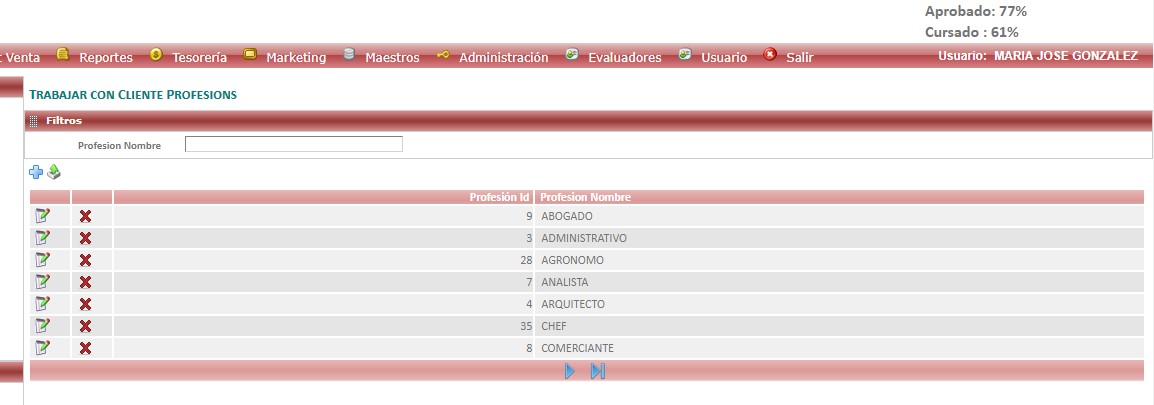 Aprobado: 77%
Cursado : 61%
Venta Reportes Tesorería Marketing Maestros Administración Evaluadores Usuario Salir Usuario: MARIA JOSE GONZALEZ
TRABAJAR CON CLIENTE PROFESIONS
Filtros
Profesion Nombre
Profesión Id Profesion Nombre
9 ABOGADO
3 ADMINISTRATIVO
28 AGRONOMO
7 ANALISTA
4 ARQUITECTO
35 CHEF
8 COMERCIANTE